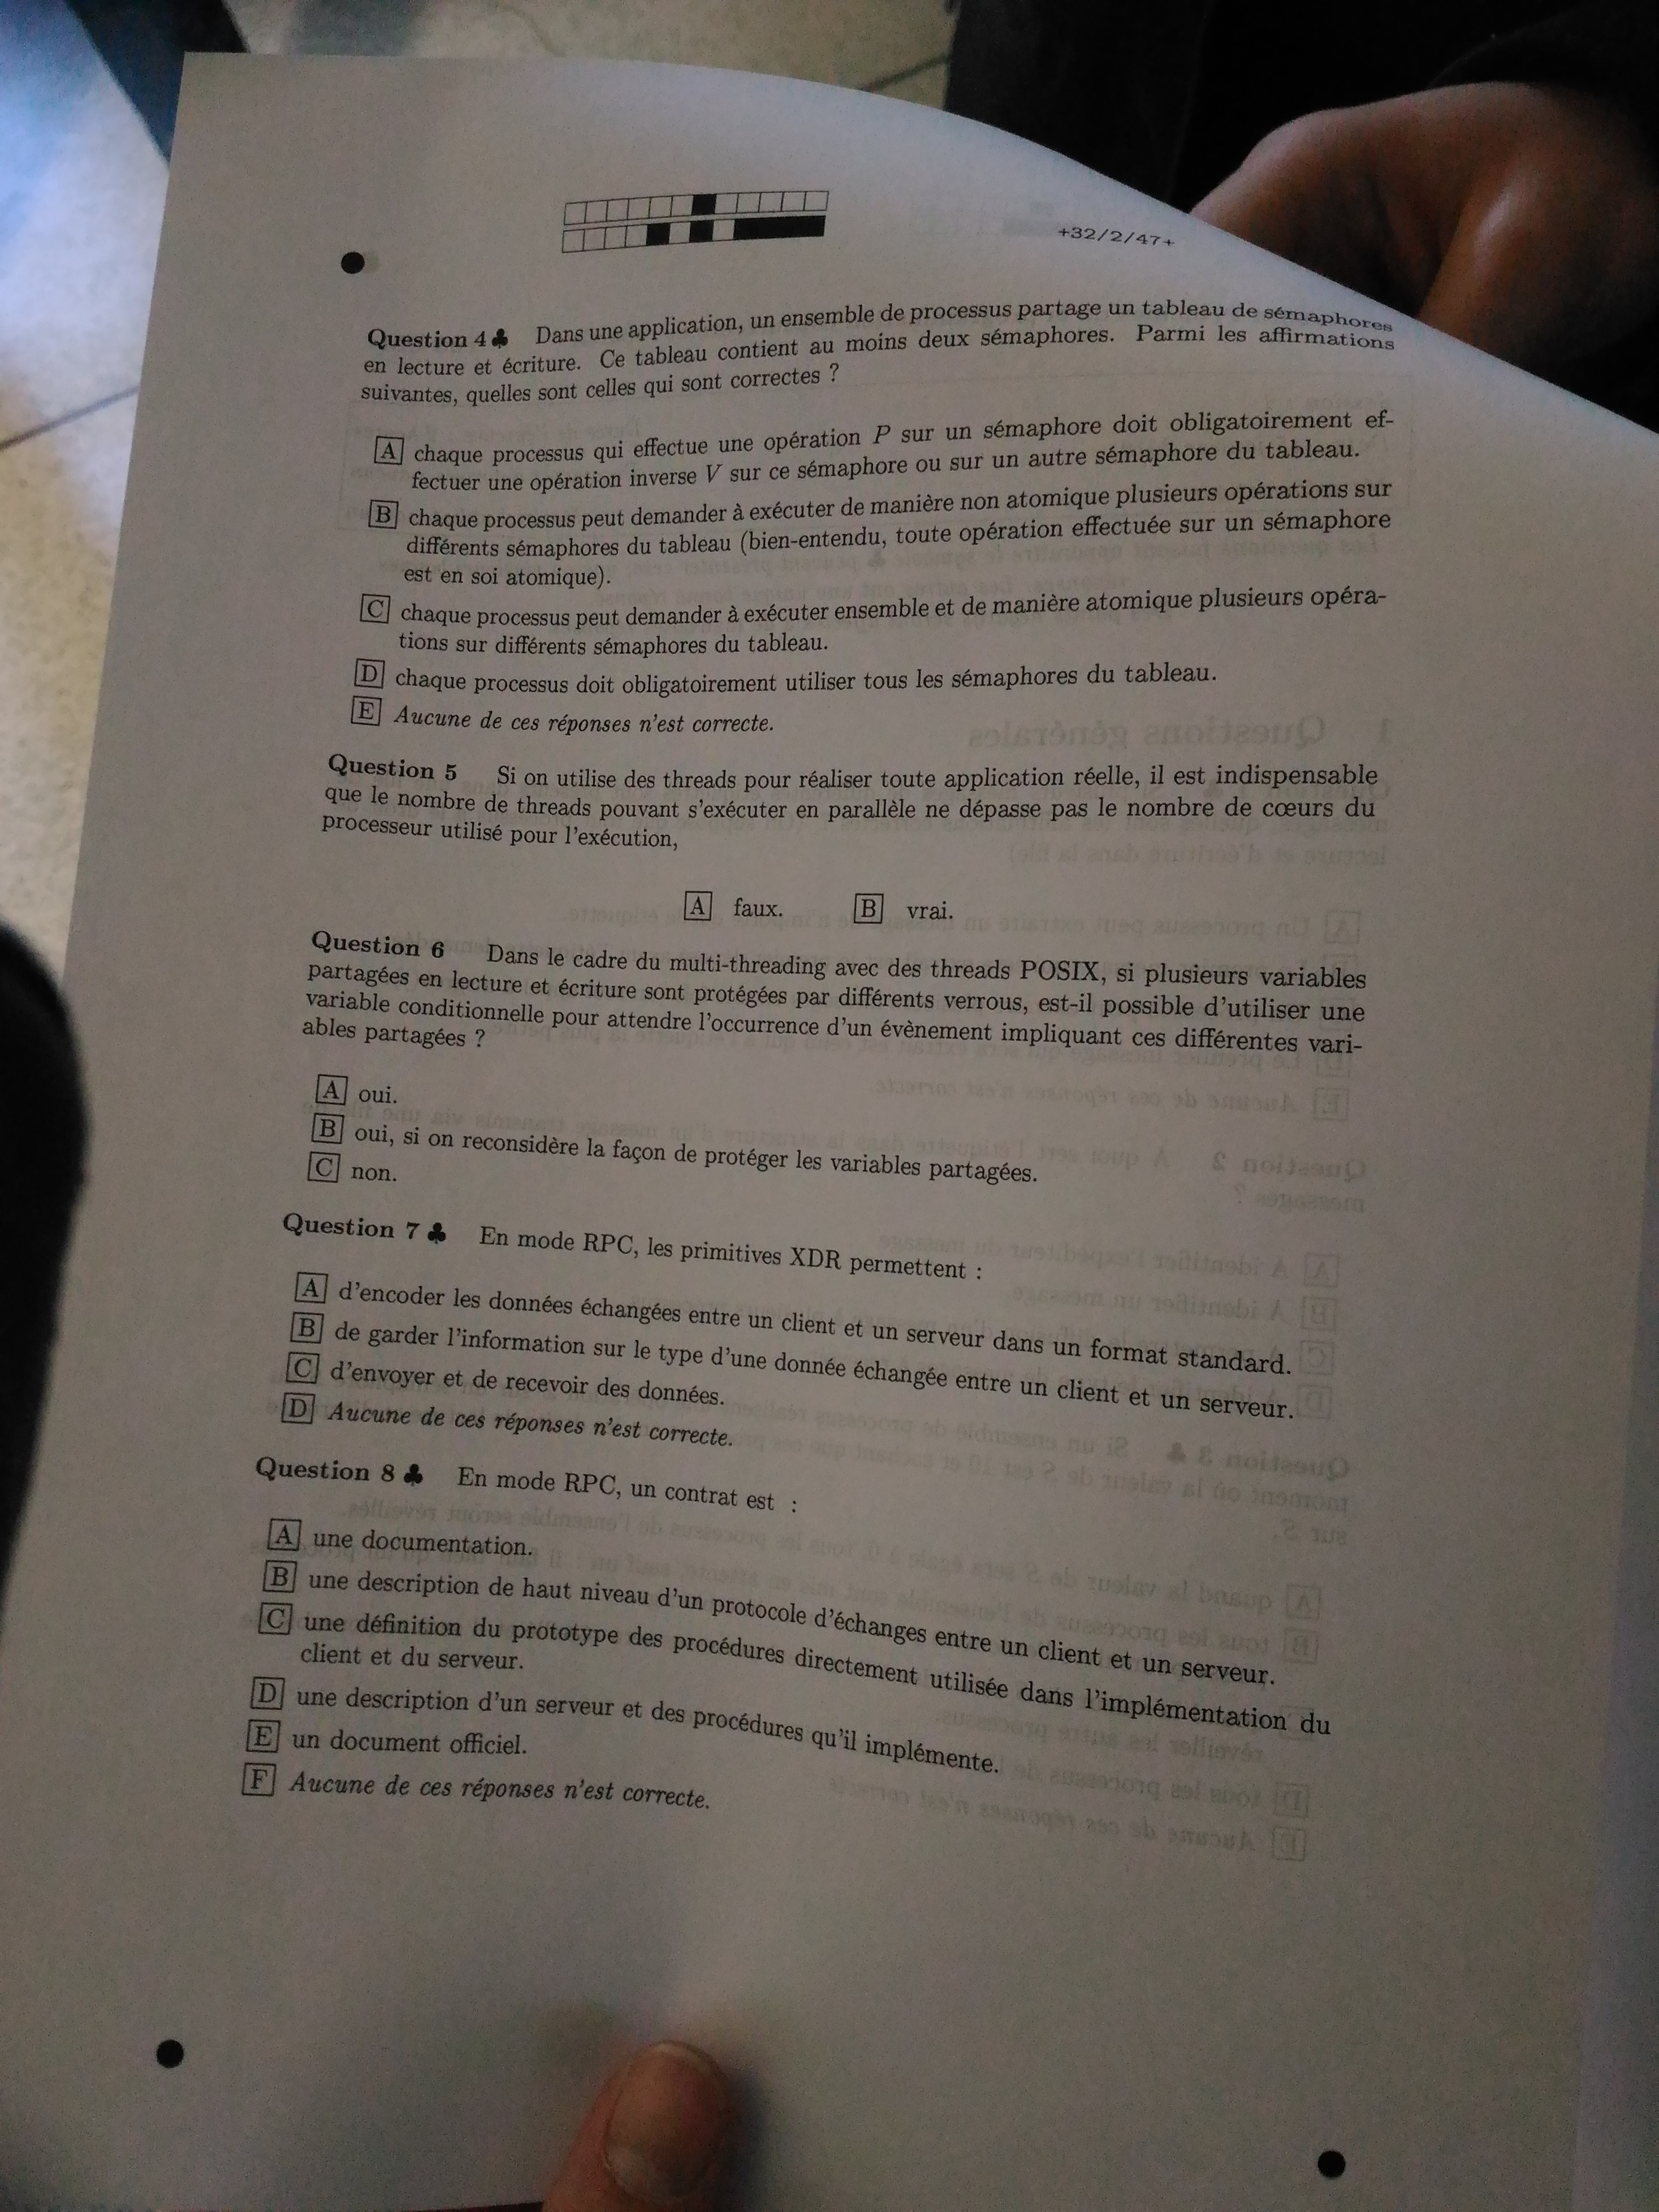 +32/2/47+
Question 4 ♣ Dans une application, un ensemble de processus partage un tableau de sémaphores
en lecture et écriture. Ce tableau contient au moins deux sémaphores. Parmi les affirmations
suivantes, quelles sont celles qui sont correctes ?
A chaque processus qui effectue une opération P sur un sémaphore doit obligatoirement ef-
fectuer une opération inverse V sur ce sémaphore ou sur un autre sémaphore du tableau.
B chaque processus peut demander à exécuter de manière non atomique plusieurs opérations sur
différents sémaphores du tableau (bien-entendu, toute opération effectuée sur un sémaphore
est en soi atomique).
C chaque processus peut demander à exécuter ensemble et de manière atomique plusieurs opéra-
tions sur différents sémaphores du tableau.
D chaque processus doit obligatoirement utiliser tous les sémaphores du tableau.
E Aucune de ces réponses n'est correcte.
Question 5 Si on utilise des threads pour réaliser toute application réelle, il est indispensable
que le nombre de threads pouvant s'exécuter en parallèle ne dépasse pas le nombre de cœurs du
processeur utilisé pour l'exécution,
A faux. B vrai.
Question 6 Dans le cadre du multi-threading avec des threads POSIX, si plusieurs variables
partagées en lecture et écriture sont protégées par différents verrous, est-il possible d'utiliser une
variable conditionnelle pour attendre l'occurrence d'un évènement impliquant ces différentes vari-
ables partagées ?
A oui.
B oui, si on reconsidère la façon de protéger les variables partagées.
C non.
Question 7 ♣ En mode RPC, les primitives XDR permettent :
A d'encoder les données échangées entre un client et un serveur dans un format standard.
B de garder l'information sur le type d'une donnée échangée entre un client et un serveur.
C d'envoyer et de recevoir des données.
D Aucune de ces réponses n'est correcte.
Question 8 ♣ En mode RPC, un contrat est :
A une documentation.
B une description de haut niveau d'un protocole d'échanges entre un client et un serveur.
C une définition du prototype des procédures directement utilisée dans l'implémentation du
client et du serveur.
D une description d'un serveur et des procédures qu'il implémente.
E un document officiel.
F Aucune de ces réponses n'est correcte.